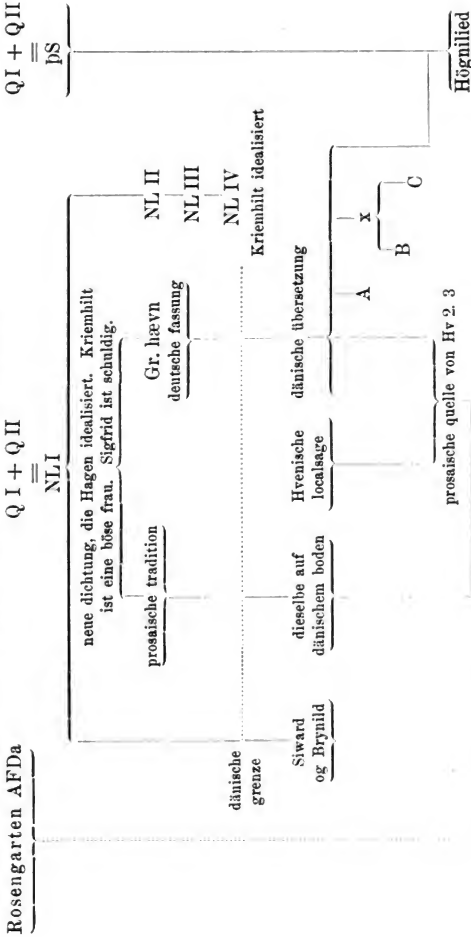 Rosengarten AFDa
Q I + Q II
=
NL I
Q I + Q II
=
þS
neue dichtung, die Hagen idealisiert. Kriemhilt
ist eine böse frau. Sigfrid ist schuldig.
prosaische tradition
Gr. hævn
deutsche fassung
NL II
NL III
NL IV
Kriemhilt idealisiert
dänische
grenze
Siward
og Brynild
dieselbe auf
dänischem boden
Hvenische
localsage
dänische übersetzung
A
x
B
C
prosaische quelle von Hv 2. 3
Högnilied